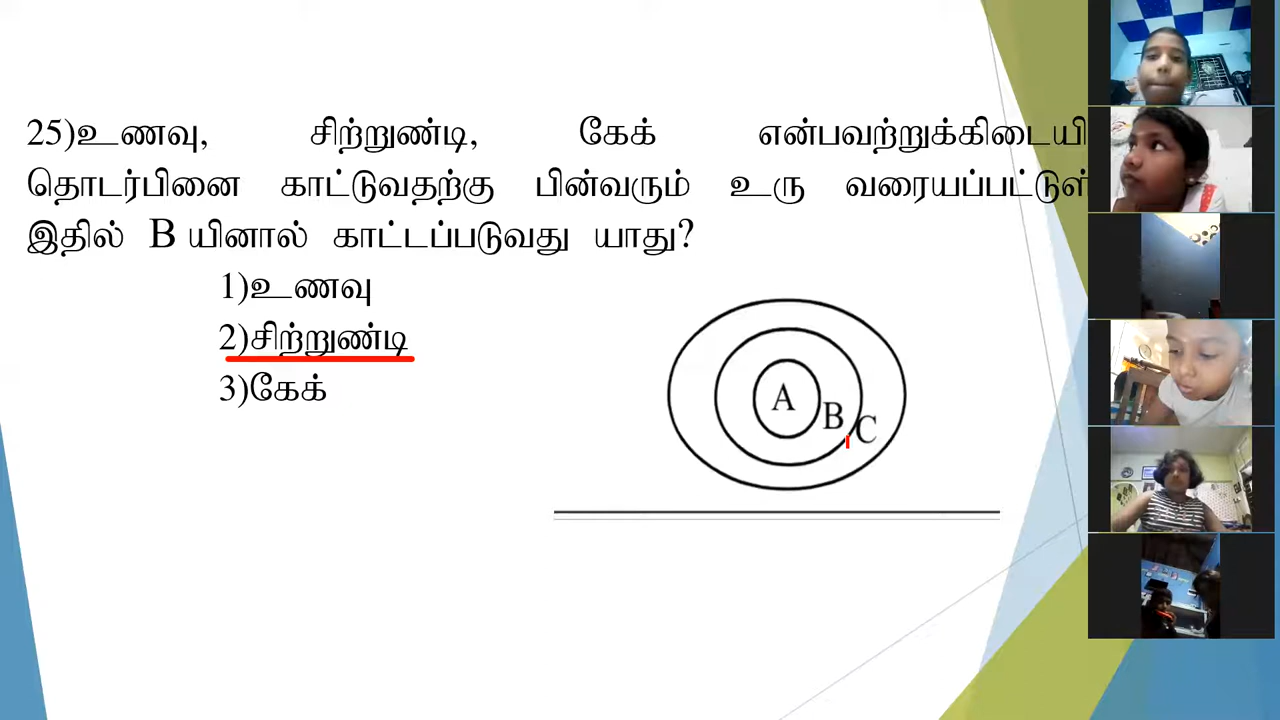 25)உணவு, சிற்றுண்டி, கேக் என்பவற்றுக்கிடையி
தொடர்பினை காட்டுவதற்கு பின்வரும் உரு வரையப்பட்டுள்
இதில் B யினால் காட்டப்படுவது யாது?
1)உணவு
2)சிற்றுண்டி
3)கேக்
A
B
C